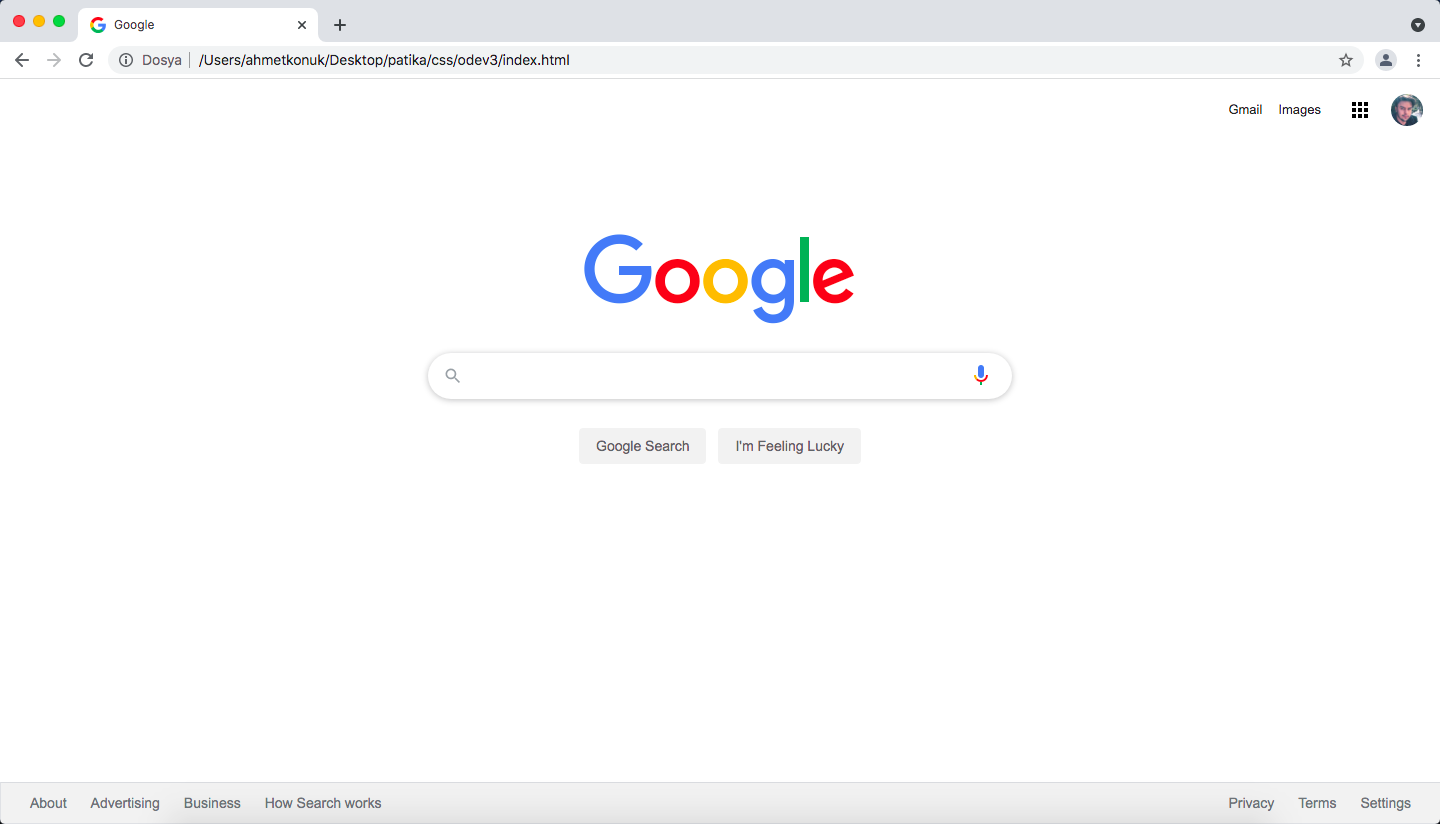 Google
Dosya /Users/ahmetkonuk/Desktop/patika/css/odev3/index.html
Gmail Images
Google
Google Search I'm Feeling Lucky
About Advertising Business How Search works Privacy Terms Settings